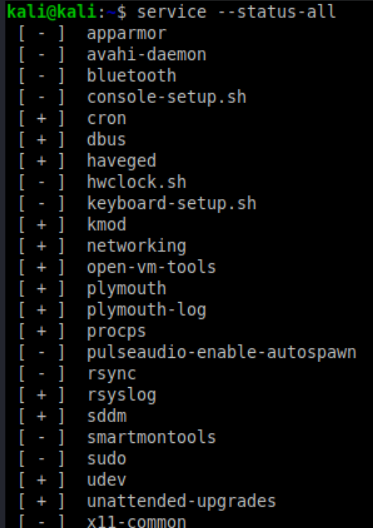 kali@kali:~$ service --status-all
[ - ] apparmor
[ - ] avahi-daemon
[ - ] bluetooth
[ - ] console-setup.sh
[ + ] cron
[ + ] dbus
[ + ] haveged
[ - ] hwclock.sh
[ - ] keyboard-setup.sh
[ + ] kmod
[ + ] networking
[ + ] open-vm-tools
[ + ] plymouth
[ + ] plymouth-log
[ + ] procps
[ - ] pulseaudio-enable-autospawn
[ - ] rsync
[ + ] rsyslog
[ + ] sddm
[ - ] smartmontools
[ - ] sudo
[ + ] udev
[ + ] unattended-upgrades
[ - ] x11-common